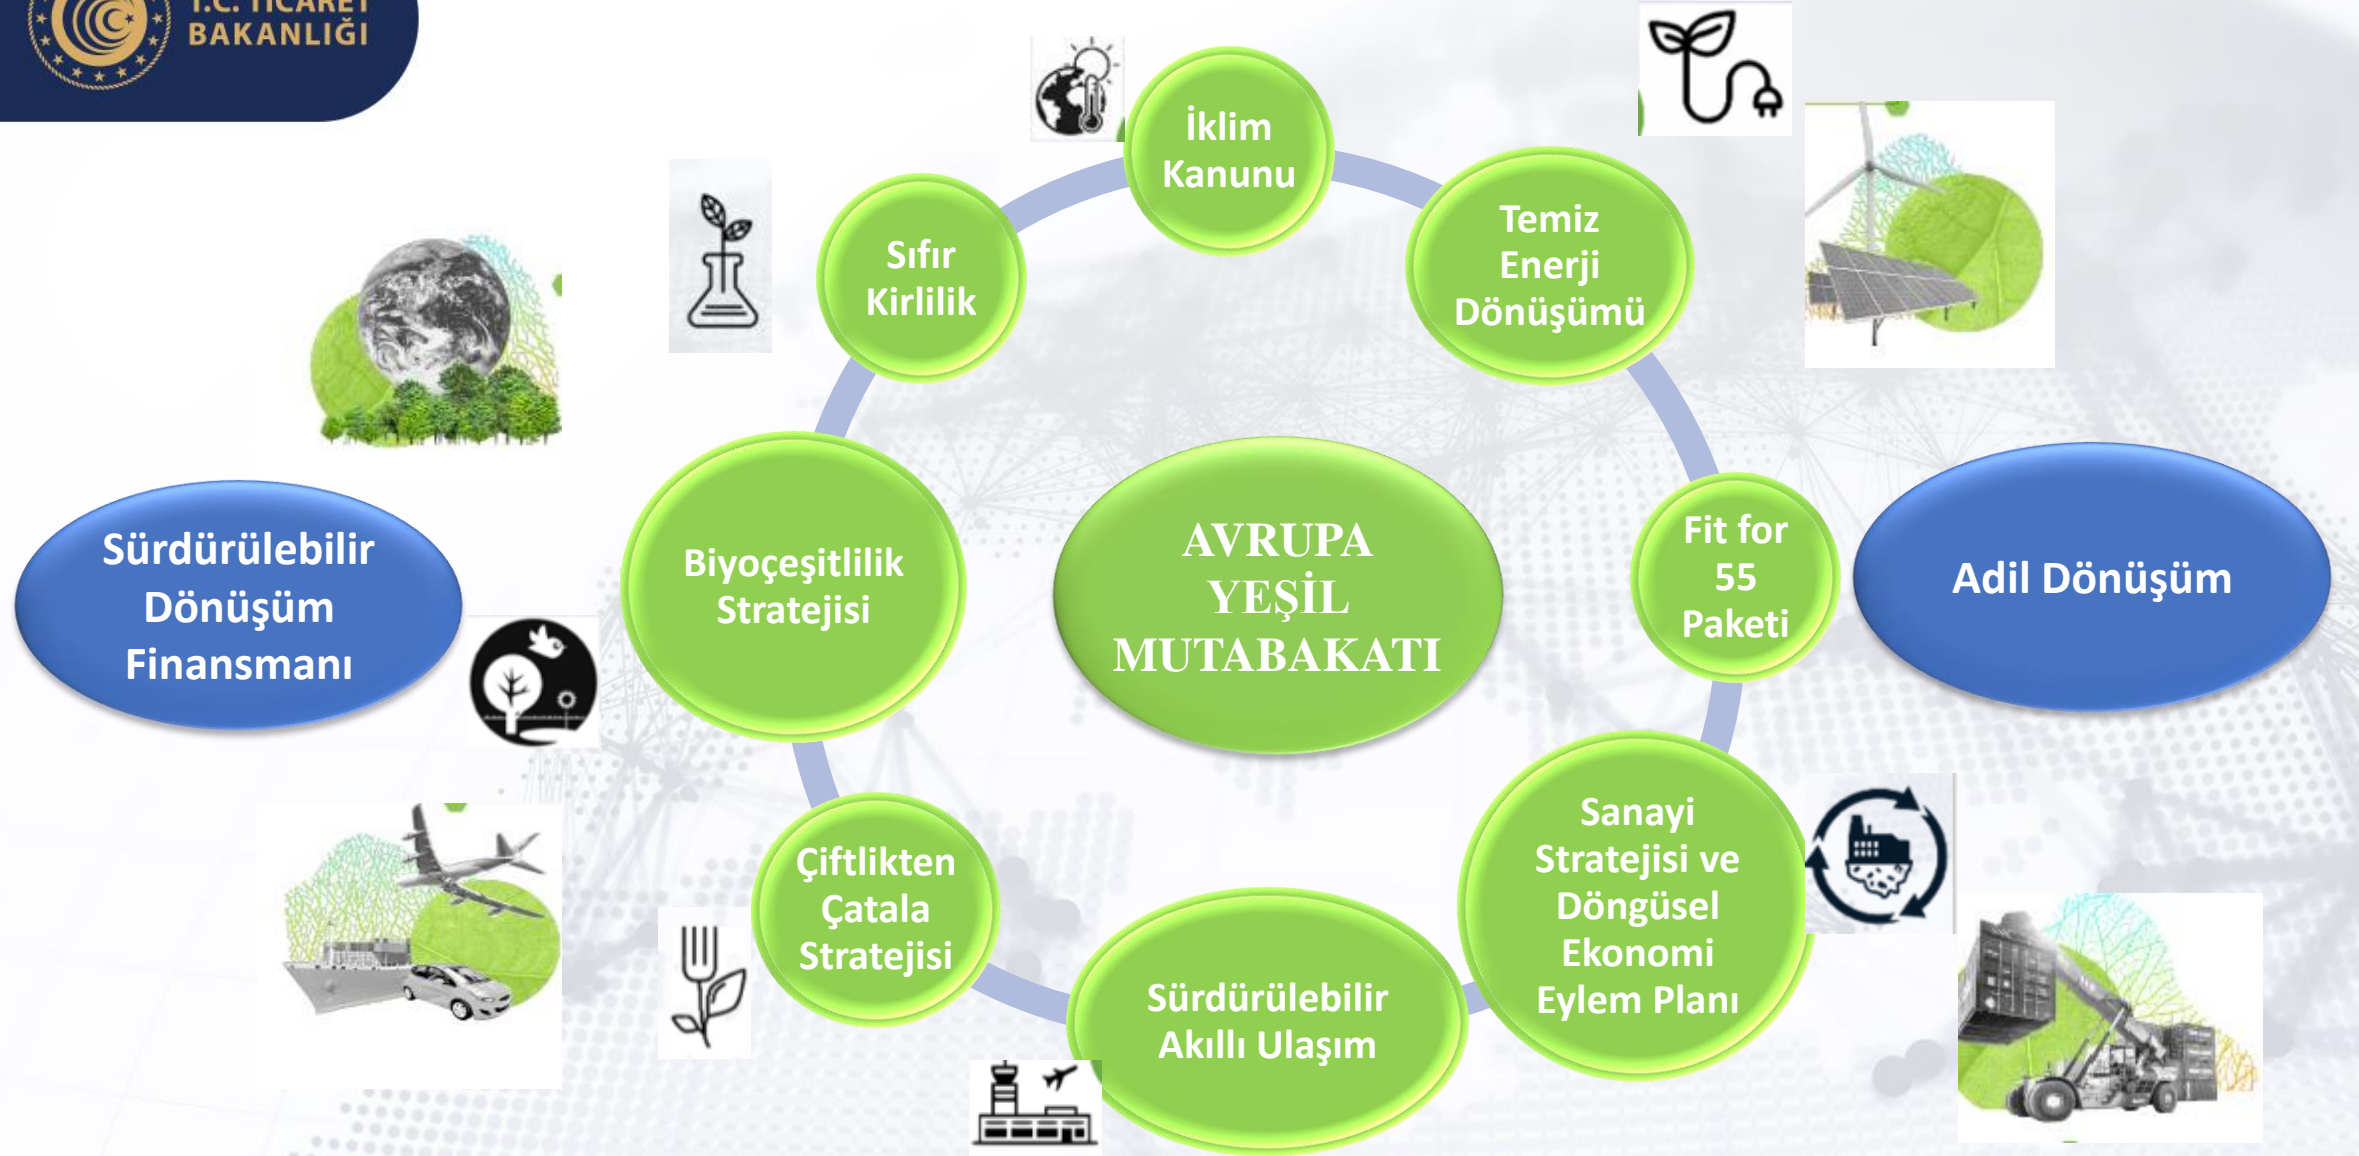 T.C. TİCARET
BAKANLIĞI
İklim
Kanunu
Temiz
Enerji
Dönüşümü
Sıfır
Kirlilik
Fit for
55
Paketi
Adil Dönüşüm
AVRUPA
YEŞİL
MUTABAKATI
Biyoçeşitlilik
Stratejisi
Sürdürülebilir
Dönüşüm
Finansmanı
Sanayi
Stratejisi ve
Döngüsel
Ekonomi
Eylem Planı
Çiftlikten
Çatala
Stratejisi
Sürdürülebilir
Akıllı Ulaşım